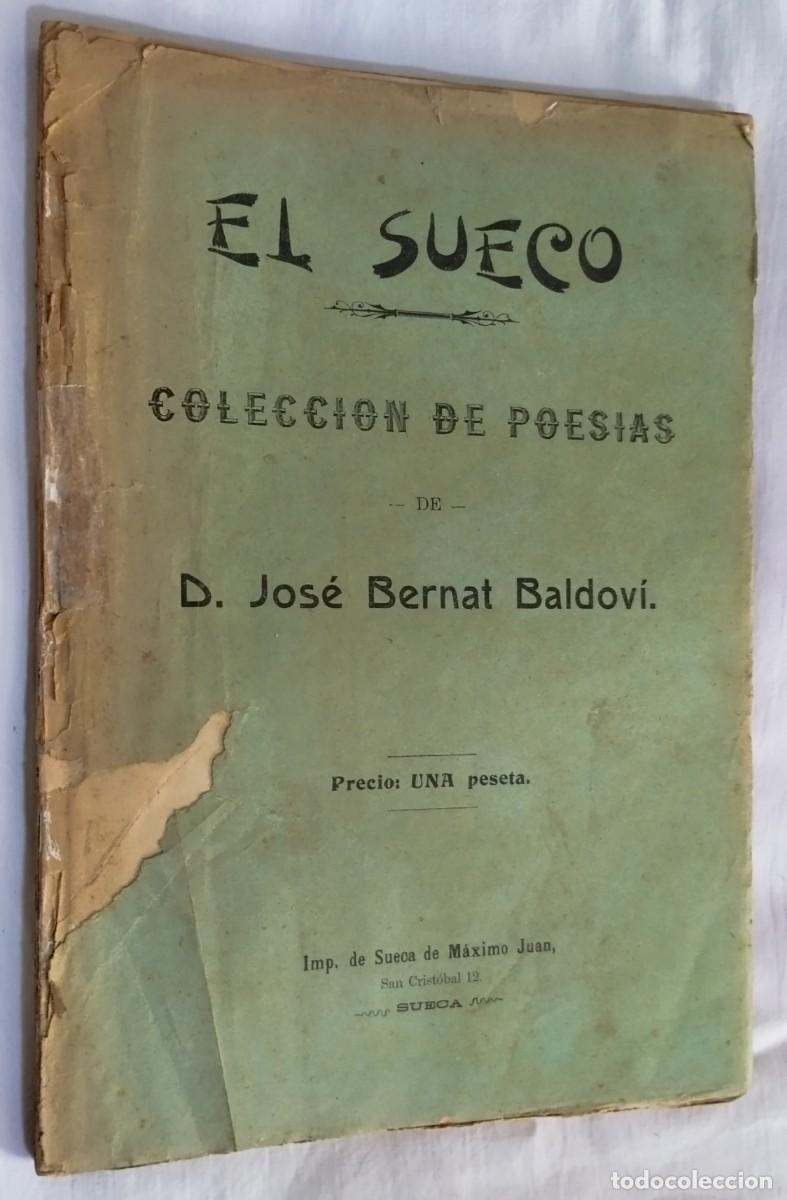 EL SUECO
COLECCION DE POESIAS
-- DE --
D. José Bernat Baldoví.
Precio: UNA peseta.
Imp. de Sueca de Máximo Juan,
San Cristóbal 12.
SUECA
todocoleccion